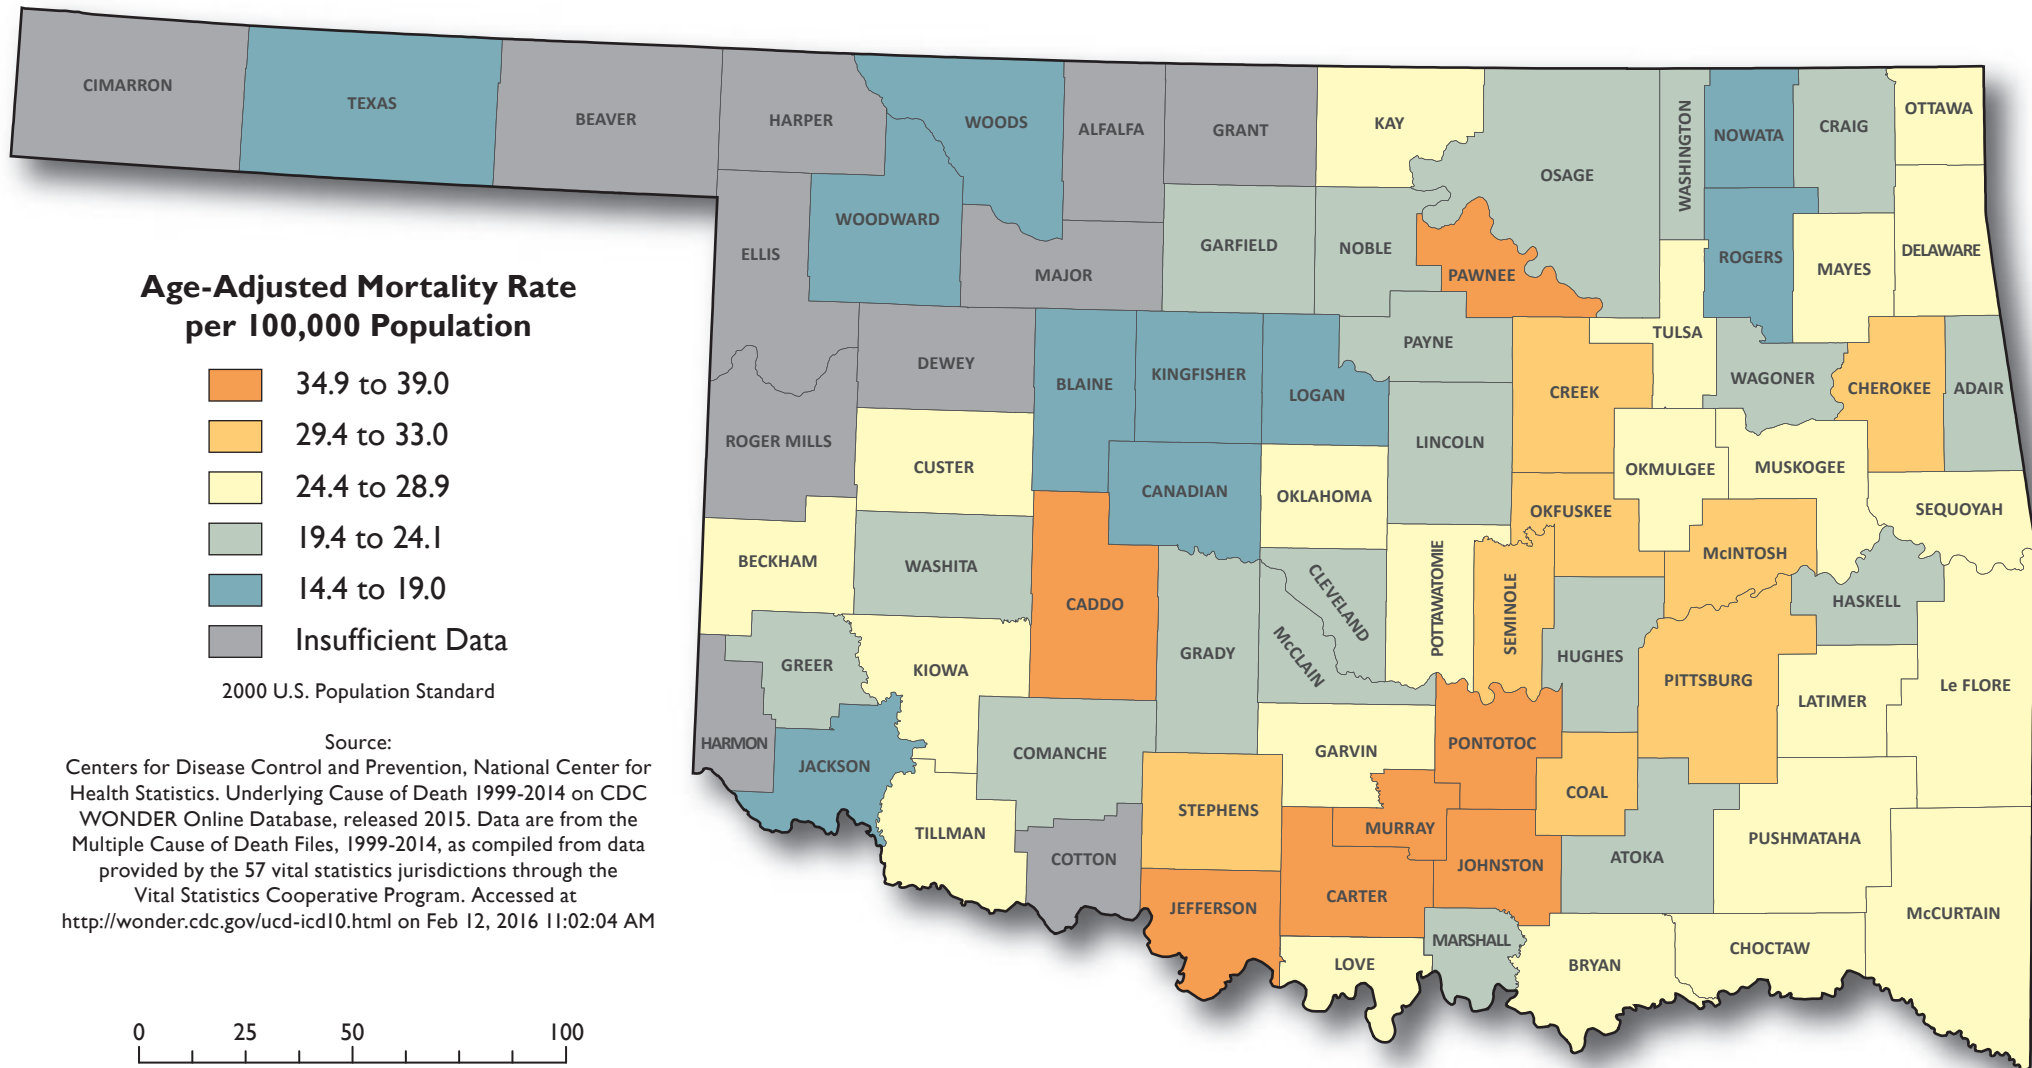 CIMARRON
TEXAS
BEAVER
HARPER
WOODS
ALFALFA
GRANT
KAY
OSAGE
WASHINGTON
NOWATA
CRAIG
OTTAWA
WOODWARD
ELLIS
MAJOR
GARFIELD
NOBLE
PAWNEE
ROGERS
MAYES
DELAWARE
DEWEY
BLAINE
KINGFISHER
LOGAN
PAYNE
CREEK
TULSA
WAGONER
CHEROKEE
ADAIR
ROGER MILLS
CUSTER
CANADIAN
OKLAHOMA
LINCOLN
OKMULGEE
MUSKOGEE
OKFUSKEE
SEQUOYAH
BECKHAM
WASHITA
CADDO
CLEVELAND
POTTAWATOMIE
SEMINOLE
McINTOSH
HASKELL
GREER
KIOWA
GRADY
McCLAIN
HUGHES
PITTSBURG
LATIMER
Le FLORE
HARMON
JACKSON
COMANCHE
GARVIN
PONTOTOC
COAL
TILLMAN
STEPHENS
MURRAY
JOHNSTON
ATOKA
PUSHMATAHA
COTTON
JEFFERSON
CARTER
MARSHALL
LOVE
BRYAN
CHOCTAW
McCURTAIN
Age-Adjusted Mortality Rate
per 100,000 Population
34.9 to 39.0
29.4 to 33.0
24.4 to 28.9
19.4 to 24.1
14.4 to 19.0
Insufficient Data
2000 U.S. Population Standard
Source:
Centers for Disease Control and Prevention, National Center for
Health Statistics. Underlying Cause of Death 1999-2014 on CDC
WONDER Online Database, released 2015. Data are from the
Multiple Cause of Death Files, 1999-2014, as compiled from data
provided by the 57 vital statistics jurisdictions through the
Vital Statistics Cooperative Program. Accessed at
http://wonder.cdc.gov/ucd-icd10.html on Feb 12, 2016 11:02:04 AM
0 25 50 100